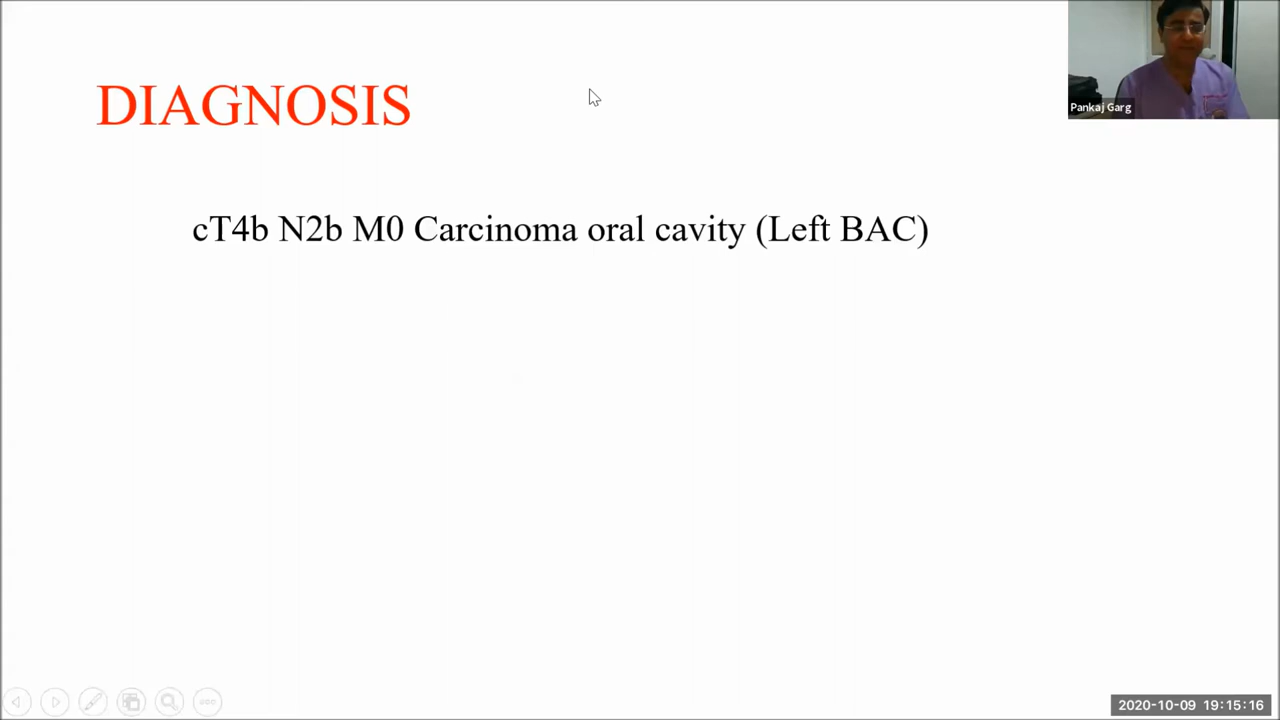 DIAGNOSIS
Pankaj Garg
cT4b N2b M0 Carcinoma oral cavity (Left BAC)
2020-10-09 19:15:16